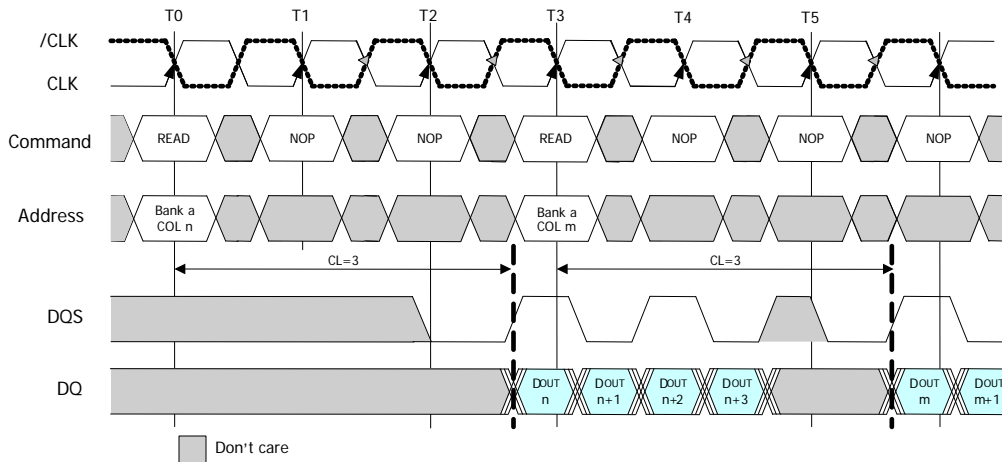 T0 T1 T2 T3 T4 T5
/CLK
CLK
Command READ NOP NOP READ NOP NOP NOP
Address Bank a COL n Bank a COL m
CL=3 CL=3
DQS
DQ DOUT n DOUT n+1 DOUT n+2 DOUT n+3 DOUT m DOUT m+1
Don't care